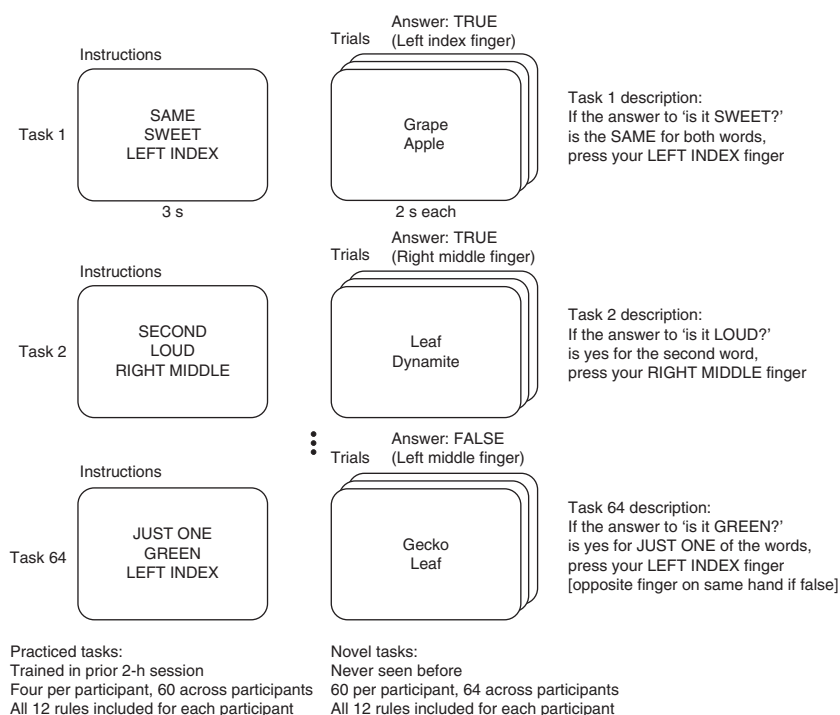 Answer: TRUE
Instructions
Trials
(Left index finger)
Task 1
SAME
SWEET
LEFT INDEX
Grape
Apple
Task 1 description:
If the answer to ‘is it SWEET?’
is the SAME for both words,
press your LEFT INDEX finger
3 s
2 s each
Answer: TRUE
Instructions
Trials
(Right middle finger)
Task 2
SECOND
LOUD
RIGHT MIDDLE
Leaf
Dynamite
Task 2 description:
If the answer to ‘is it LOUD?’
is yes for the second word,
press your RIGHT MIDDLE finger
Answer: FALSE
Instructions
Trials
(Left middle finger)
Task 64
JUST ONE
GREEN
LEFT INDEX
Gecko
Leaf
Task 64 description:
If the answer to ‘is it GREEN?’
is yes for JUST ONE of the words,
press your LEFT INDEX finger
[opposite finger on same hand if false]
Practiced tasks:
Trained in prior 2-h session
Four per participant, 60 across participants
All 12 rules included for each participant
Novel tasks:
Never seen before
60 per participant, 64 across participants
All 12 rules included for each participant